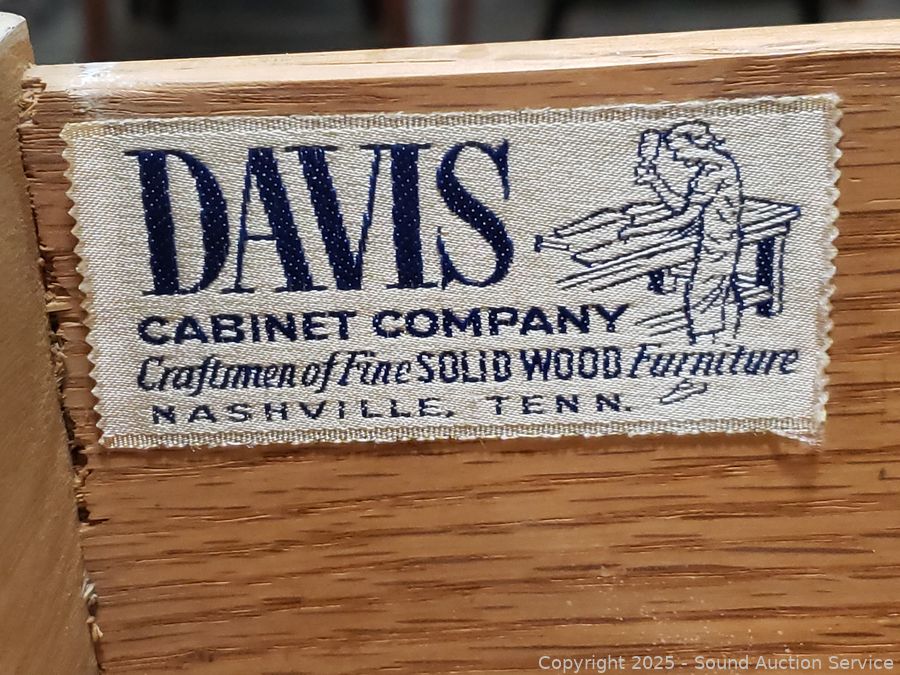 DAVIS
CABINET COMPANY
Craftsmen of Fine SOLID WOOD Furniture
NASHVILLE, TENN.
Copyright © 2025 - Sound Auction Service